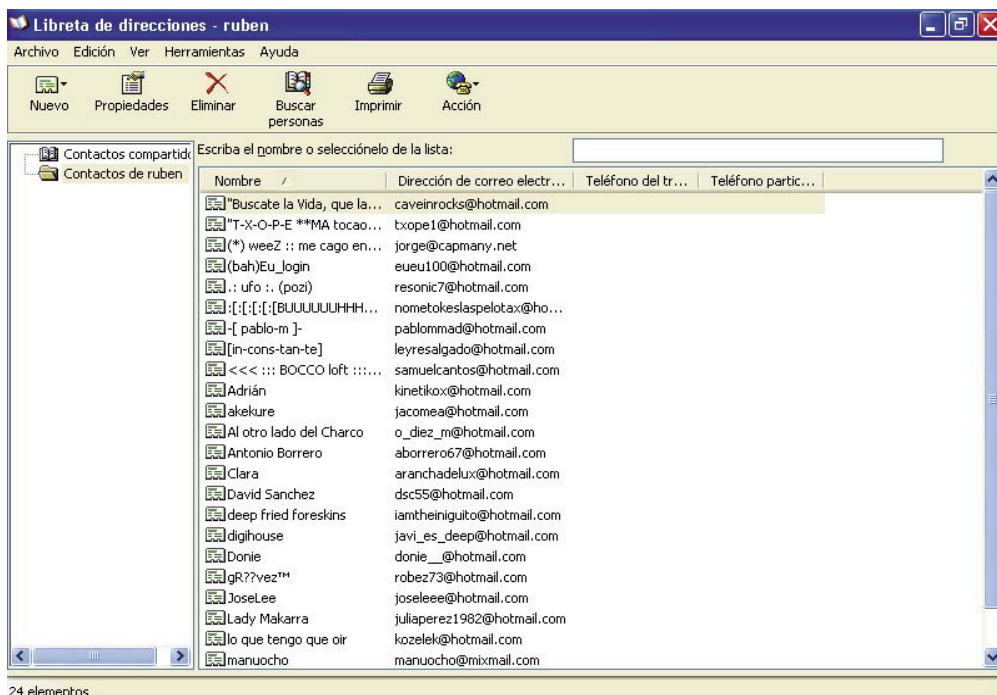 Libreta de direcciones - ruben
Archivo Edición Ver Herramientas Ayuda
Nuevo Propiedades Eliminar Buscar personas Imprimir Acción
Contactos compartido
Contactos de ruben
Escriba el nombre o selecciónelo de la lista:
Nombre Dirección de correo electr... Teléfono del tr... Teléfono partic...
"Buscate la Vida, que la... caveinrocks@hotmail.com
"T-X-O-P-E **MA tocao... txope1@hotmail.com
(*) weeZ :: me cago en... jorge@capmany.net
(bah)Eu_login eueu100@hotmail.com
.: ufo :. (pozi) resonic7@hotmail.com
:[:[:[:[:[BUUUUUUHHH... nometokeslaspelotax@ho...
-[ pablo-m ]- pablommad@hotmail.com
[in-cons-tan-te] leyresalgado@hotmail.com
<<< ::: BOCCO loft :::... samuelcantos@hotmail.com
Adrián kinetikox@hotmail.com
akekure jacomea@hotmail.com
Al otro lado del Charco o_diez_m@hotmail.com
Antonio Borrero aborrero67@hotmail.com
Clara aranchadelux@hotmail.com
David Sanchez dsc55@hotmail.com
deep fried foreskins iamtheiniguito@hotmail.com
digihouse javi_es_deep@hotmail.com
Donie donie__@hotmail.com
gR??vez™ robez73@hotmail.com
JoseLee joseleee@hotmail.com
Lady Makarra juliaperez1982@hotmail.com
lo que tengo que oir kozelek@hotmail.com
manuocho manuocho@mixmail.com
24 elementos